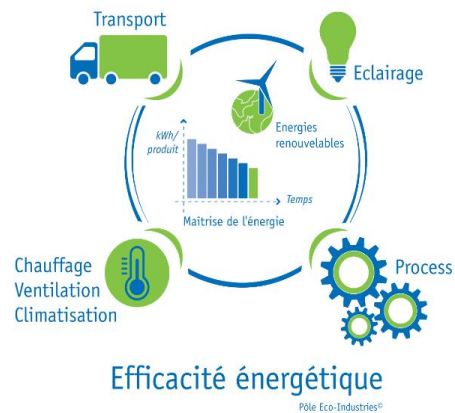 Transport
Eclairage
Energies
renouvelables
kWh/
produit
Temps
Maîtrise de l'énergie
Chauffage
Ventilation
Climatisation
Process
Efficacité énergétique
Pôle Eco-Industries©